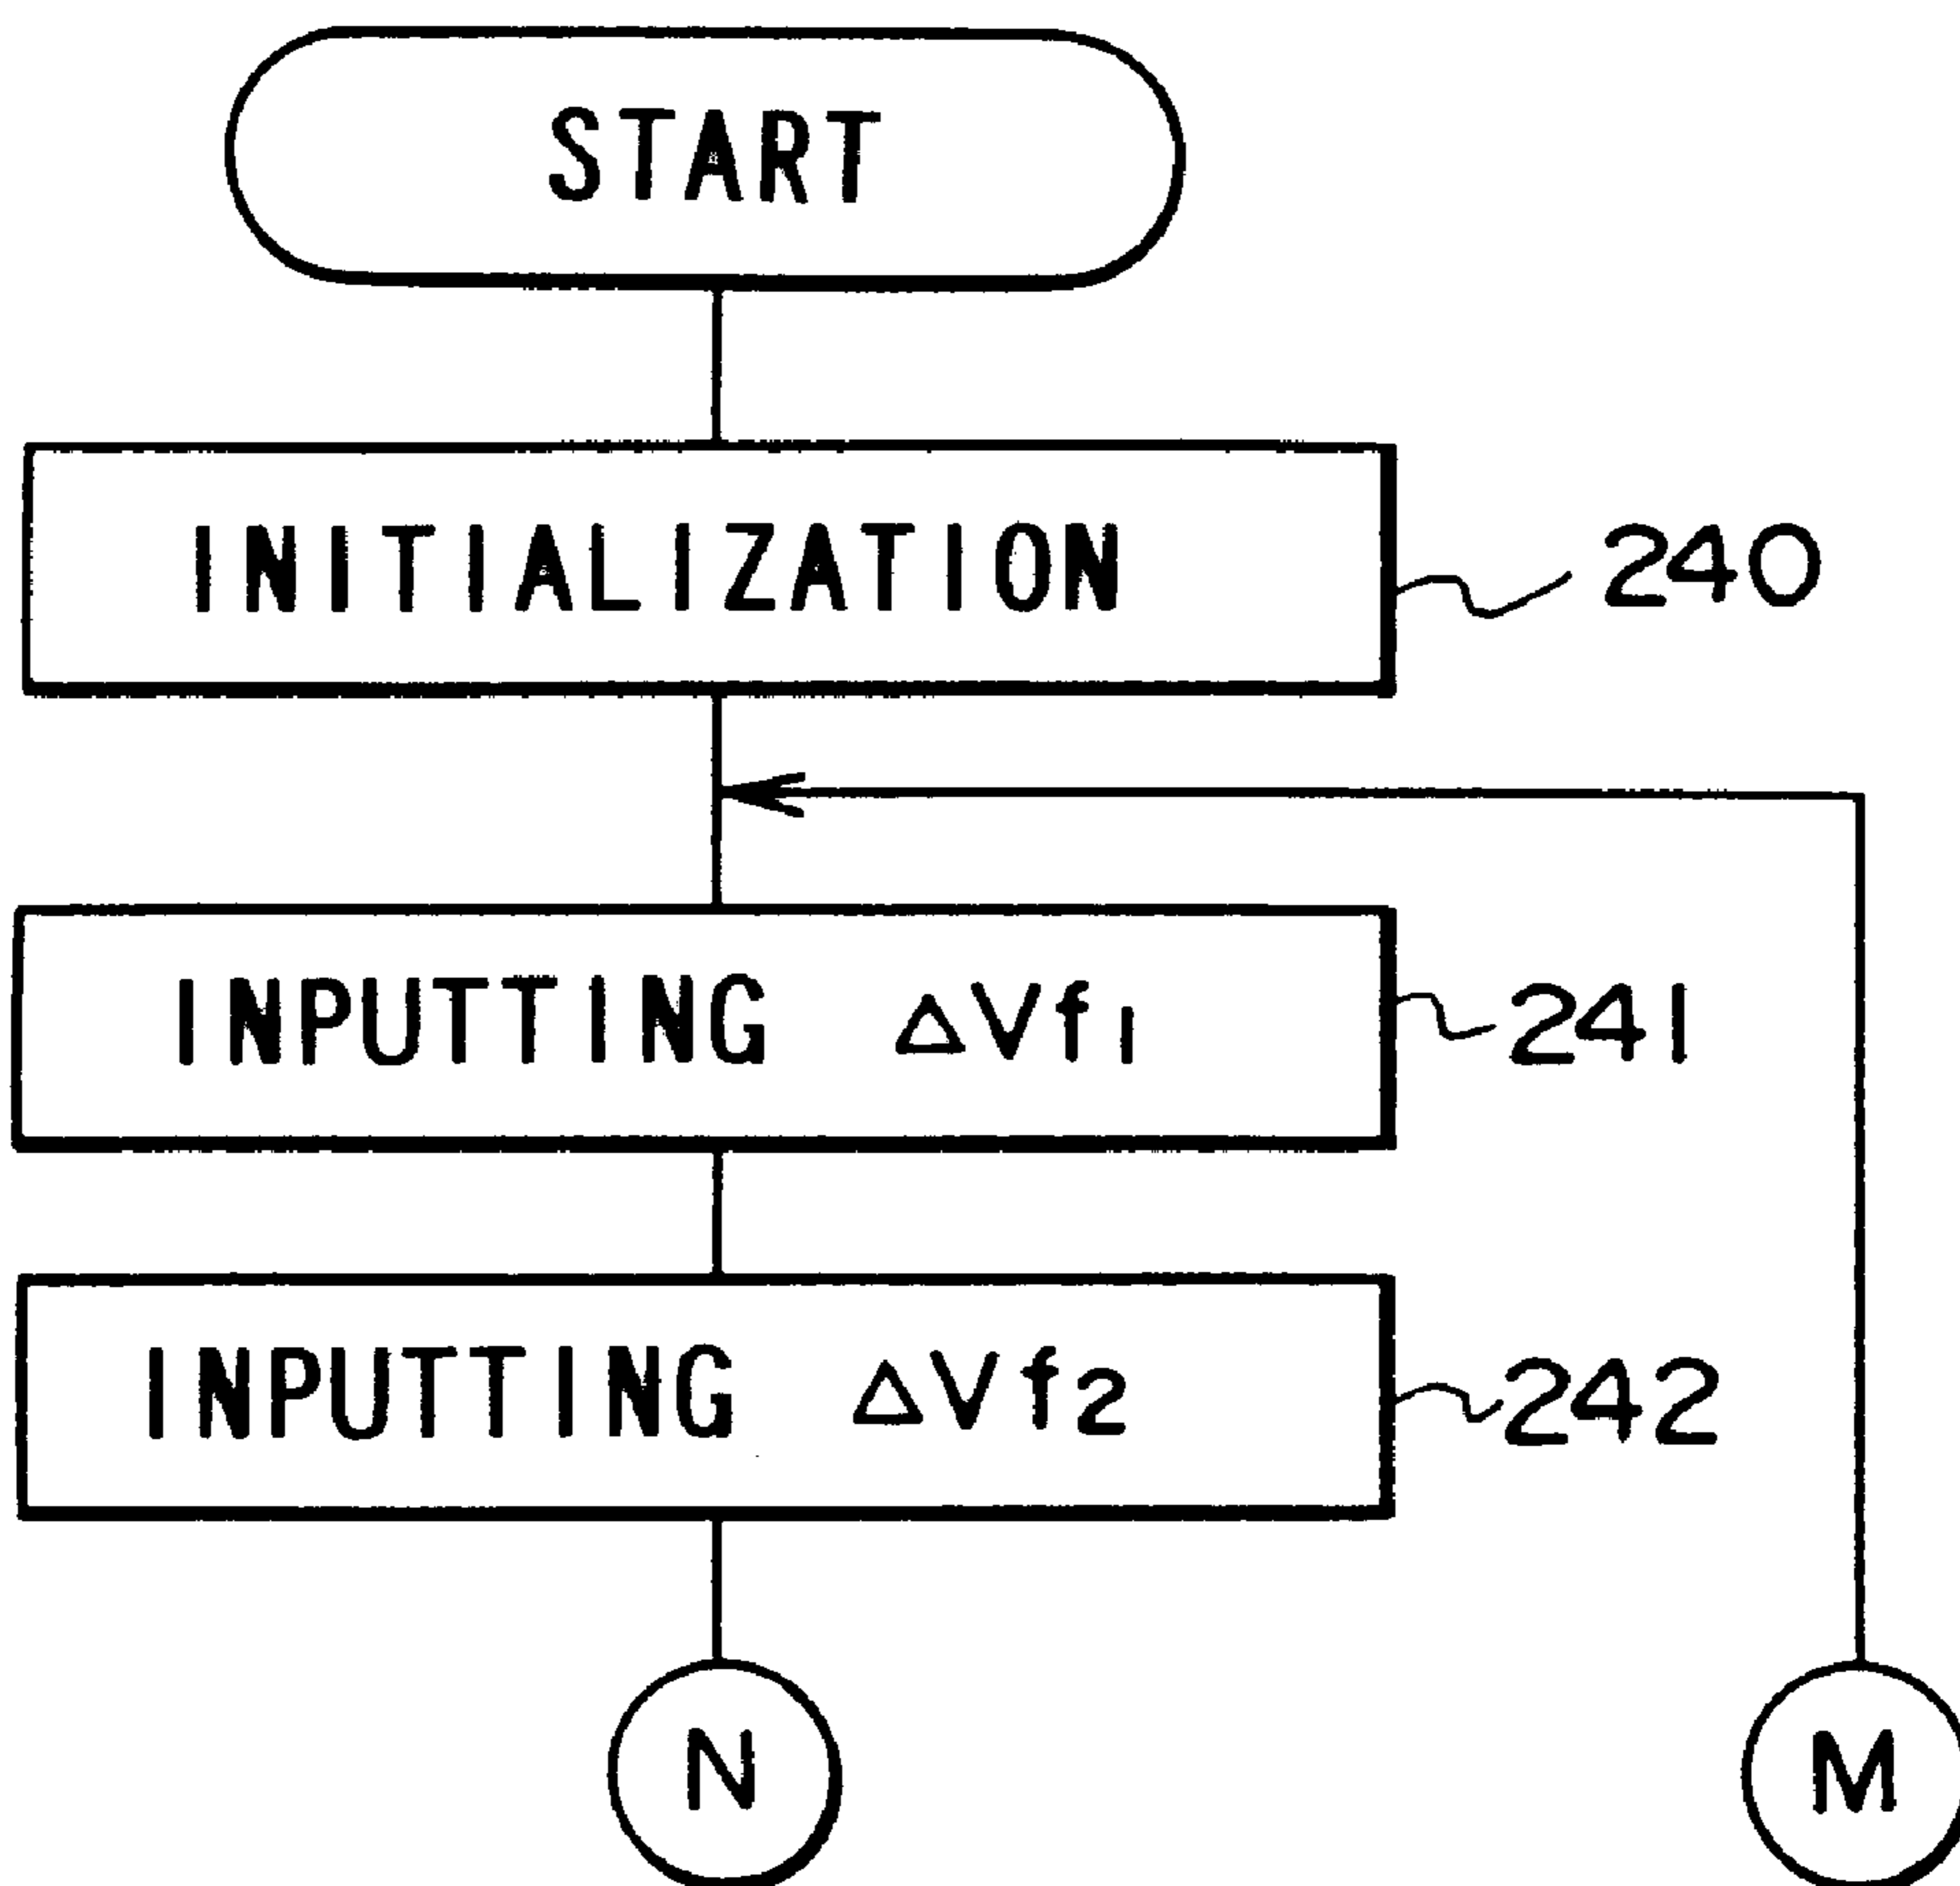 START
INITIALIZATION
240
INPUTTING ΔVf₁
241
INPUTTING ΔVf₂
242
N
M